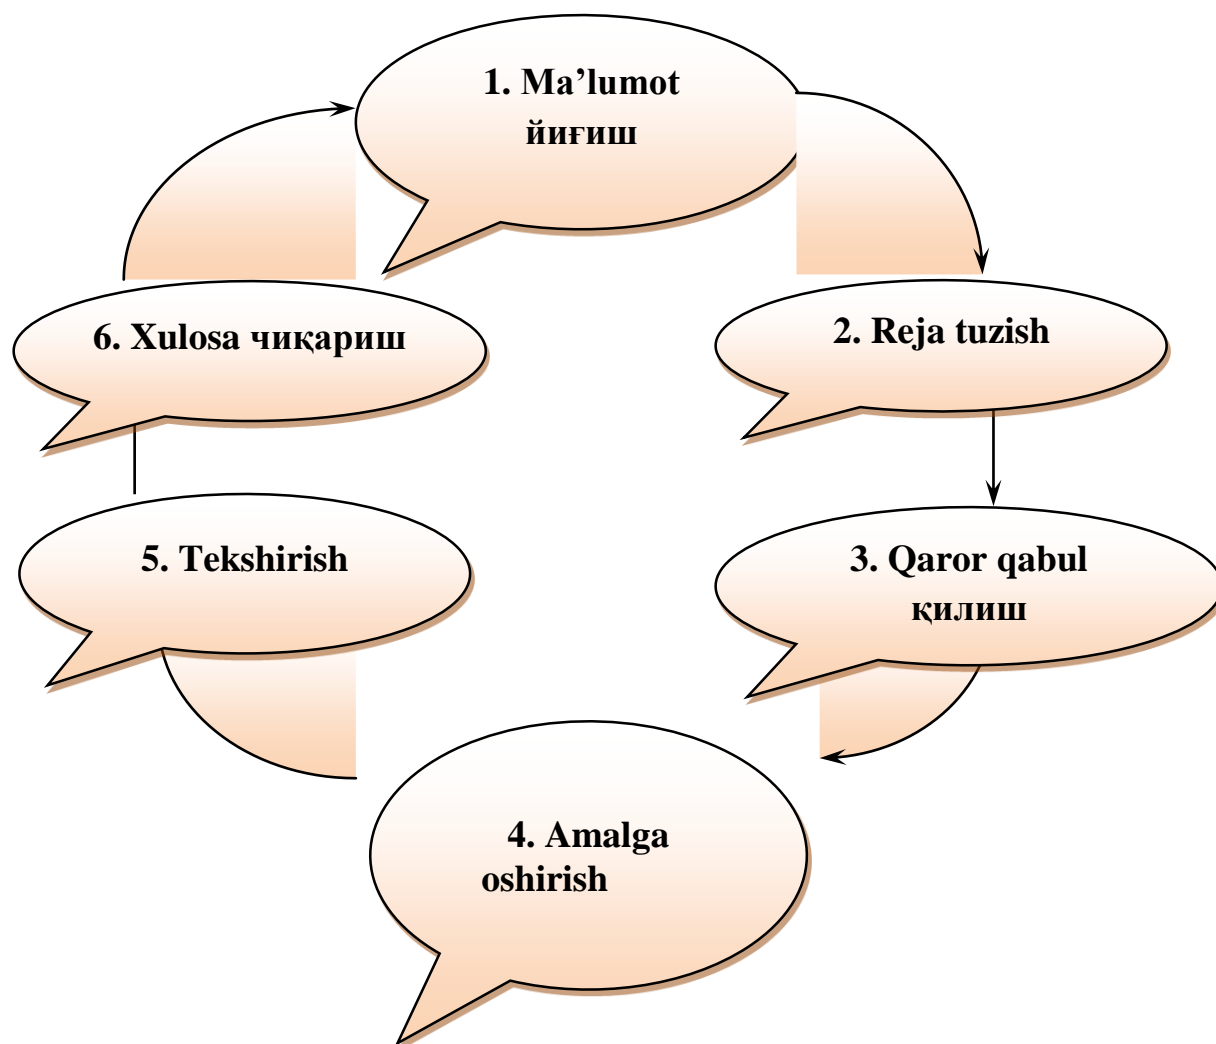 1. Ma’lumot
йиғиш
2. Reja tuzish
3. Qaror qabul
қилиш
4. Amalga
oshirish
5. Tekshirish
6. Xulosa чиқариш